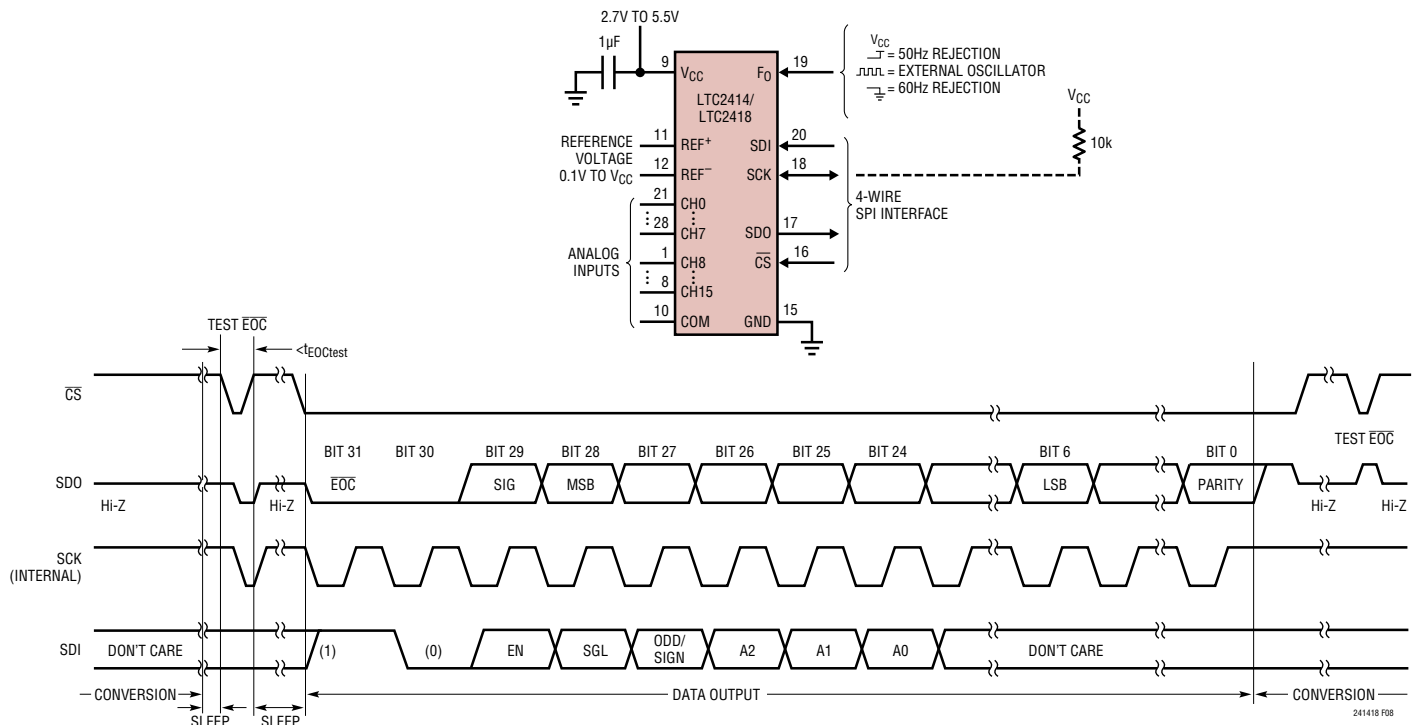 2.7V TO 5.5V
1µF
9
VCC
FO
19
VCC
= 50Hz REJECTION
= EXTERNAL OSCILLATOR
= 60Hz REJECTION
LTC2414/
LTC2418
VCC
10k
REFERENCE
VOLTAGE
0.1V TO VCC
11
REF+
12
REF–
SDI
20
SCK
18
SDO
17
CS
16
4-WIRE
SPI INTERFACE
ANALOG
INPUTS
21
CH0
28
CH7
1
CH8
8
CH15
10
COM
GND
15
TEST EOC
<tEOCtest
CS
TEST EOC
BIT 31
BIT 30
BIT 29
BIT 28
BIT 27
BIT 26
BIT 25
BIT 24
BIT 6
BIT 0
SDO
EOC
SIG
MSB
LSB
PARITY
Hi-Z
Hi-Z
Hi-Z
Hi-Z
SCK
(INTERNAL)
SDI
DON'T CARE
(1)
(0)
EN
SGL
ODD/
SIGN
A2
A1
A0
DON'T CARE
CONVERSION
DATA OUTPUT
CONVERSION
SLEEP
SLEEP
241418 F08